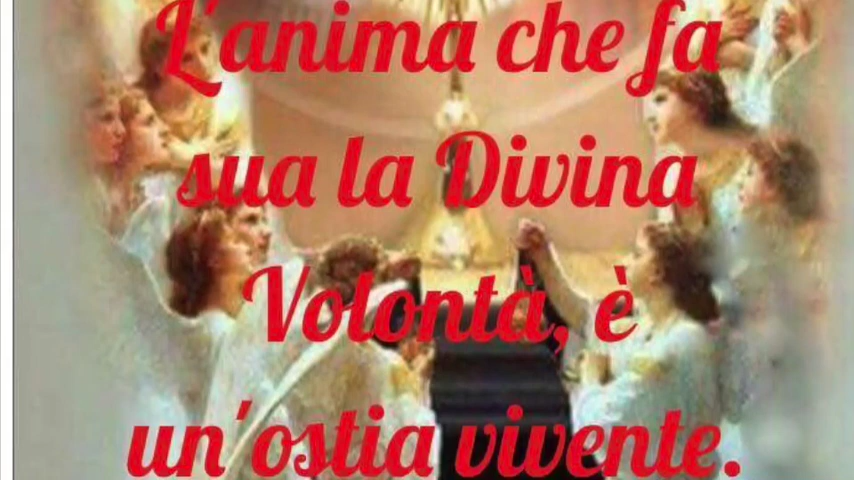 L'anima che fa
sua la Divina
Volontà, è
un'ostia vivente.